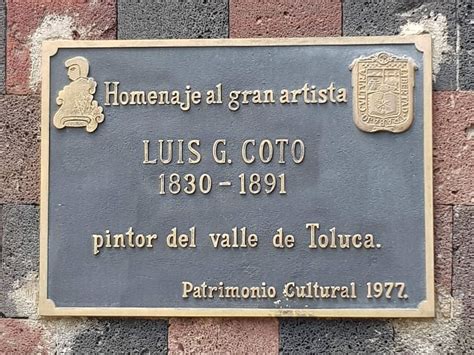 Homenaje al gran artista
LUIS G. COTO
1830 - 1891
pintor del valle de Toluca.
Patrimonio Cultural 1977.